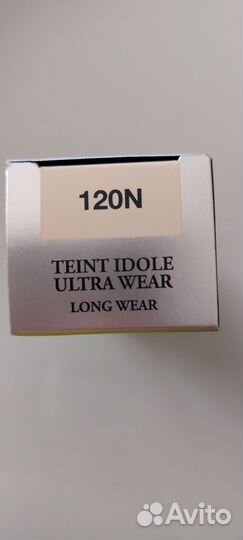 120N
TEINT IDOLE
ULTRA WEAR
LONG WEAR
Avito